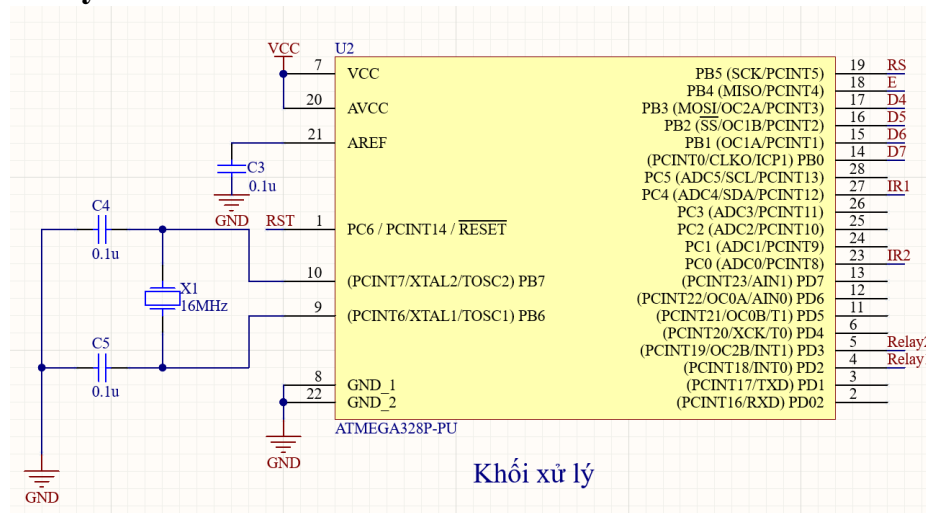 VCC
U2
7 VCC
20 AVCC
21 AREF
C3
0.1u
GND
RST 1 PC6 / PCINT14 / RESET
C4
0.1u
10 (PCINT7/XTAL2/TOSC2) PB7
X1
16MHz
9 (PCINT6/XTAL1/TOSC1) PB6
C5
0.1u
8 GND_1
22 GND_2
GND
GND
PB5 (SCK/PCINT5) 19 RS
PB4 (MISO/PCINT4) 18 E
PB3 (MOSI/OC2A/PCINT3) 17 D4
PB2 (SS/OC1B/PCINT2) 16 D5
PB1 (OC1A/PCINT1) 15 D6
(PCINT0/CLKO/ICP1) PB0 14 D7
PC5 (ADC5/SCL/PCINT13) 28
PC4 (ADC4/SDA/PCINT12) 27 IR1
PC3 (ADC3/PCINT11) 26
PC2 (ADC2/PCINT10) 25
PC1 (ADC1/PCINT9) 24
PC0 (ADC0/PCINT8) 23 IR2
(PCINT23/AIN1) PD7 13
(PCINT22/OC0A/AIN0) PD6 12
(PCINT21/OC0B/T1) PD5 11
(PCINT20/XCK/T0) PD4 6
(PCINT19/OC2B/INT1) PD3 5 Relay2
(PCINT18/INT0) PD2 4 Relay
(PCINT17/TXD) PD1 3
(PCINT16/RXD) PD02 2
ATMEGA328P-PU
Khối xử lý